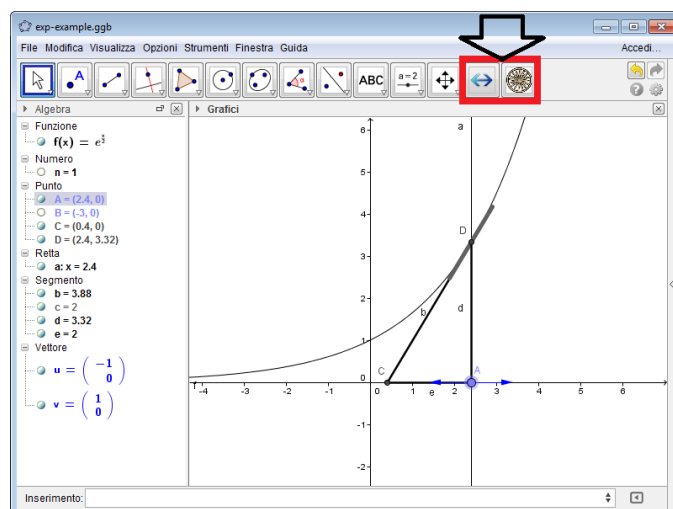 exp-example.ggb
File Modifica Visualizza Opzioni Strumenti Finestra Guida Accedi...
A ABC a=2
Algebra
Grafici
Funzione
f(x) = e^{x/2}
Numero
n = 1
Punto
A = (2.4, 0)
B = (-3, 0)
C = (0.4, 0)
D = (2.4, 3.32)
Retta
a: x = 2.4
Segmento
b = 3.88
c = 2
d = 3.32
e = 2
Vettore
u = ( -1
0 )
v = ( 1
0 )
a
6
5
4
D
3
2
b d
1
C A
f
0
-4 -3 -2 -1 0 1 2 3 4 5 6
e
-1
-2
Inserimento: